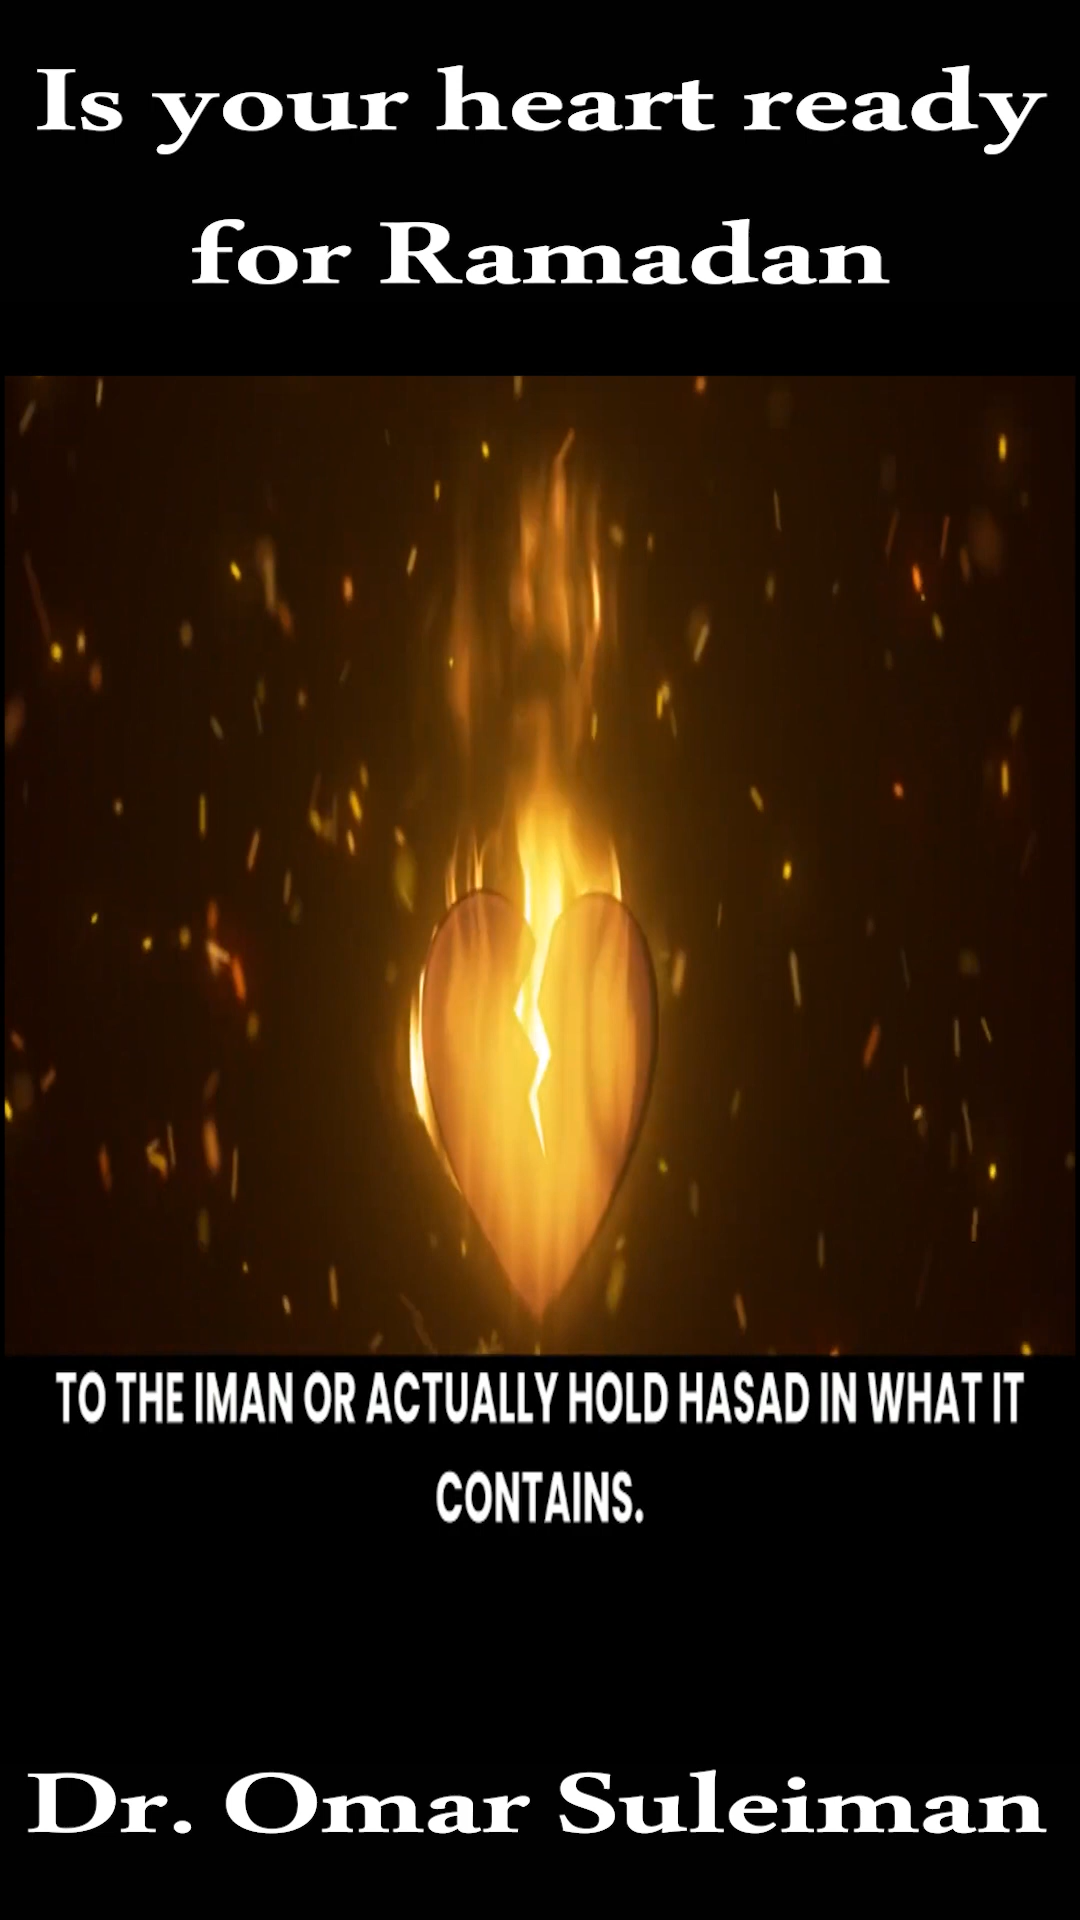 Is your heart ready
for Ramadan
TO THE IMAN OR ACTUALLY HOLD HASAD IN WHAT IT
CONTAINS.
Dr. Omar Suleiman